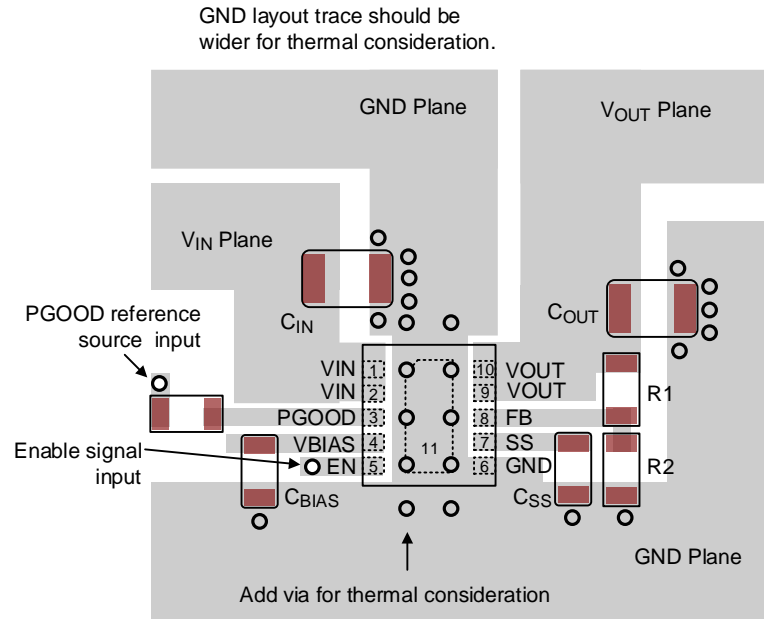 GND layout trace should be
wider for thermal consideration.
GND Plane
VOUT Plane
VIN Plane
PGOOD reference
source input
CIN
COUT
VIN 1 10 VOUT
VIN 2 9 VOUT
R1
PGOOD 3 8 FB
VBIAS 4 11 7 SS
Enable signal
input
EN 5 6 GND
R2
CBIAS
CSS
GND Plane
Add via for thermal consideration